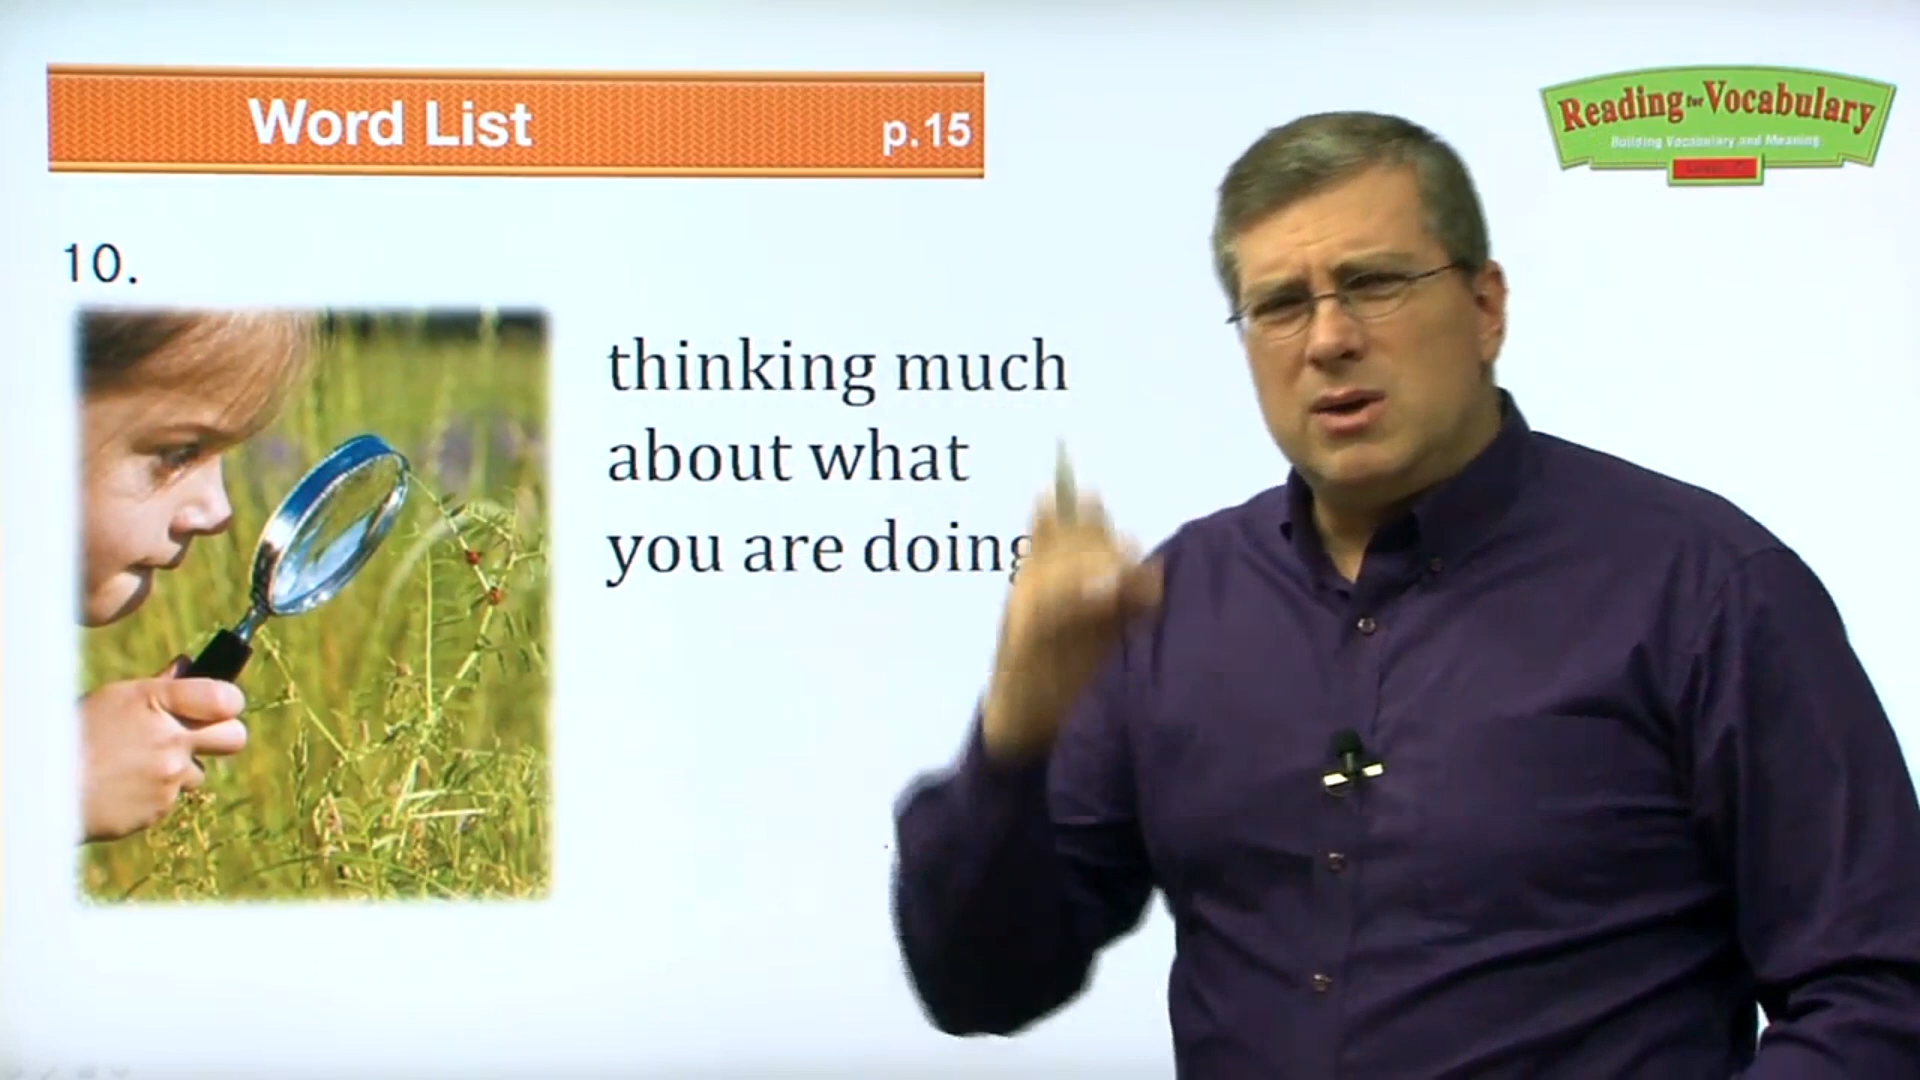 Word List
p.15
Reading for Vocabulary
Building Vocabulary and Meaning
10.
thinking much
about what
you are doing